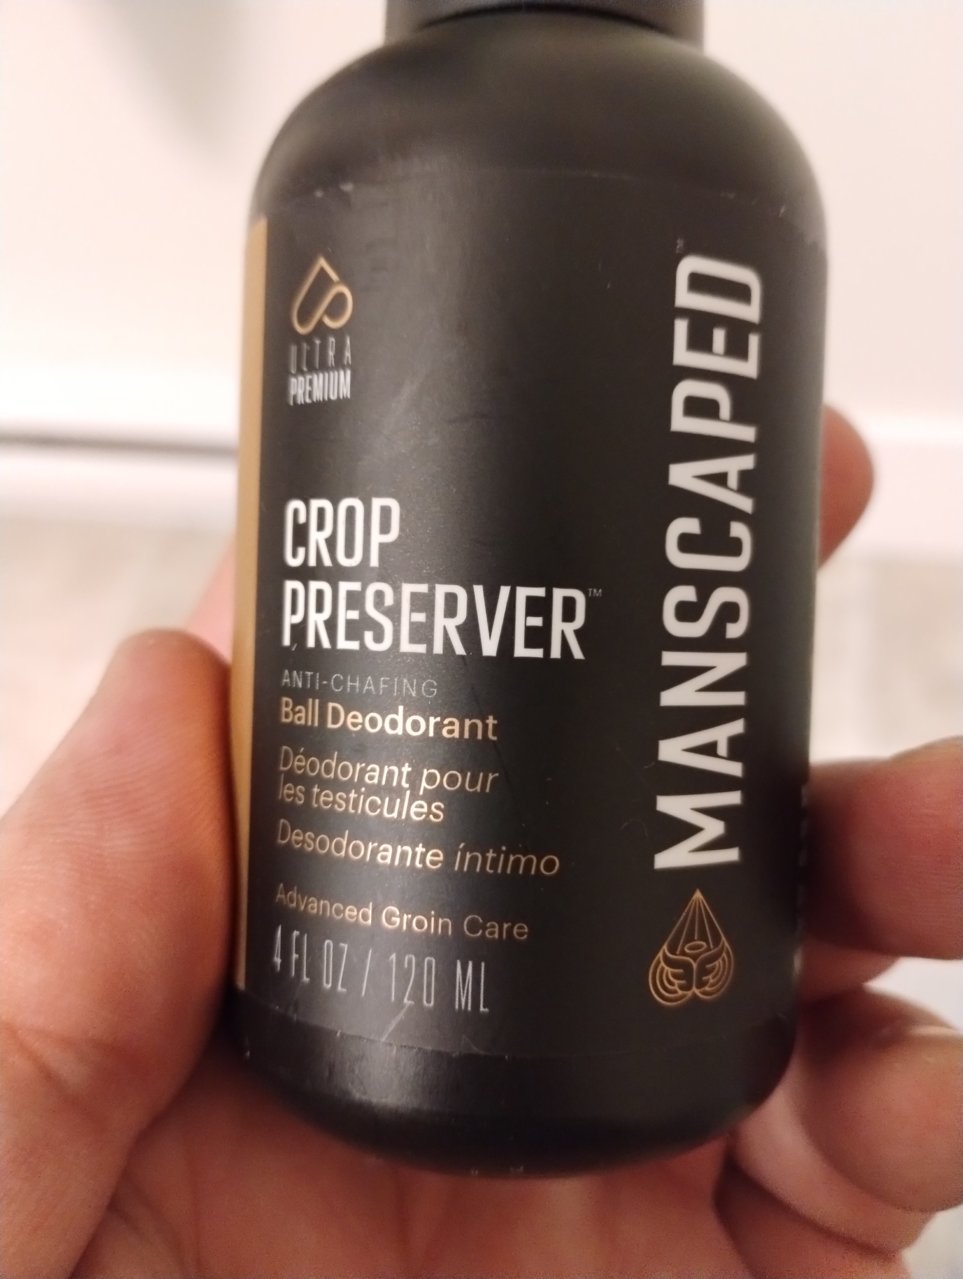 ULTRA
PREMIUM
CROP
PRESERVER™
ANTI-CHAFING
Ball Deodorant
Déodorant pour
les testicules
Desodorante íntimo
Advanced Groin Care
4 FL OZ / 120 ML
MANSCAPED™